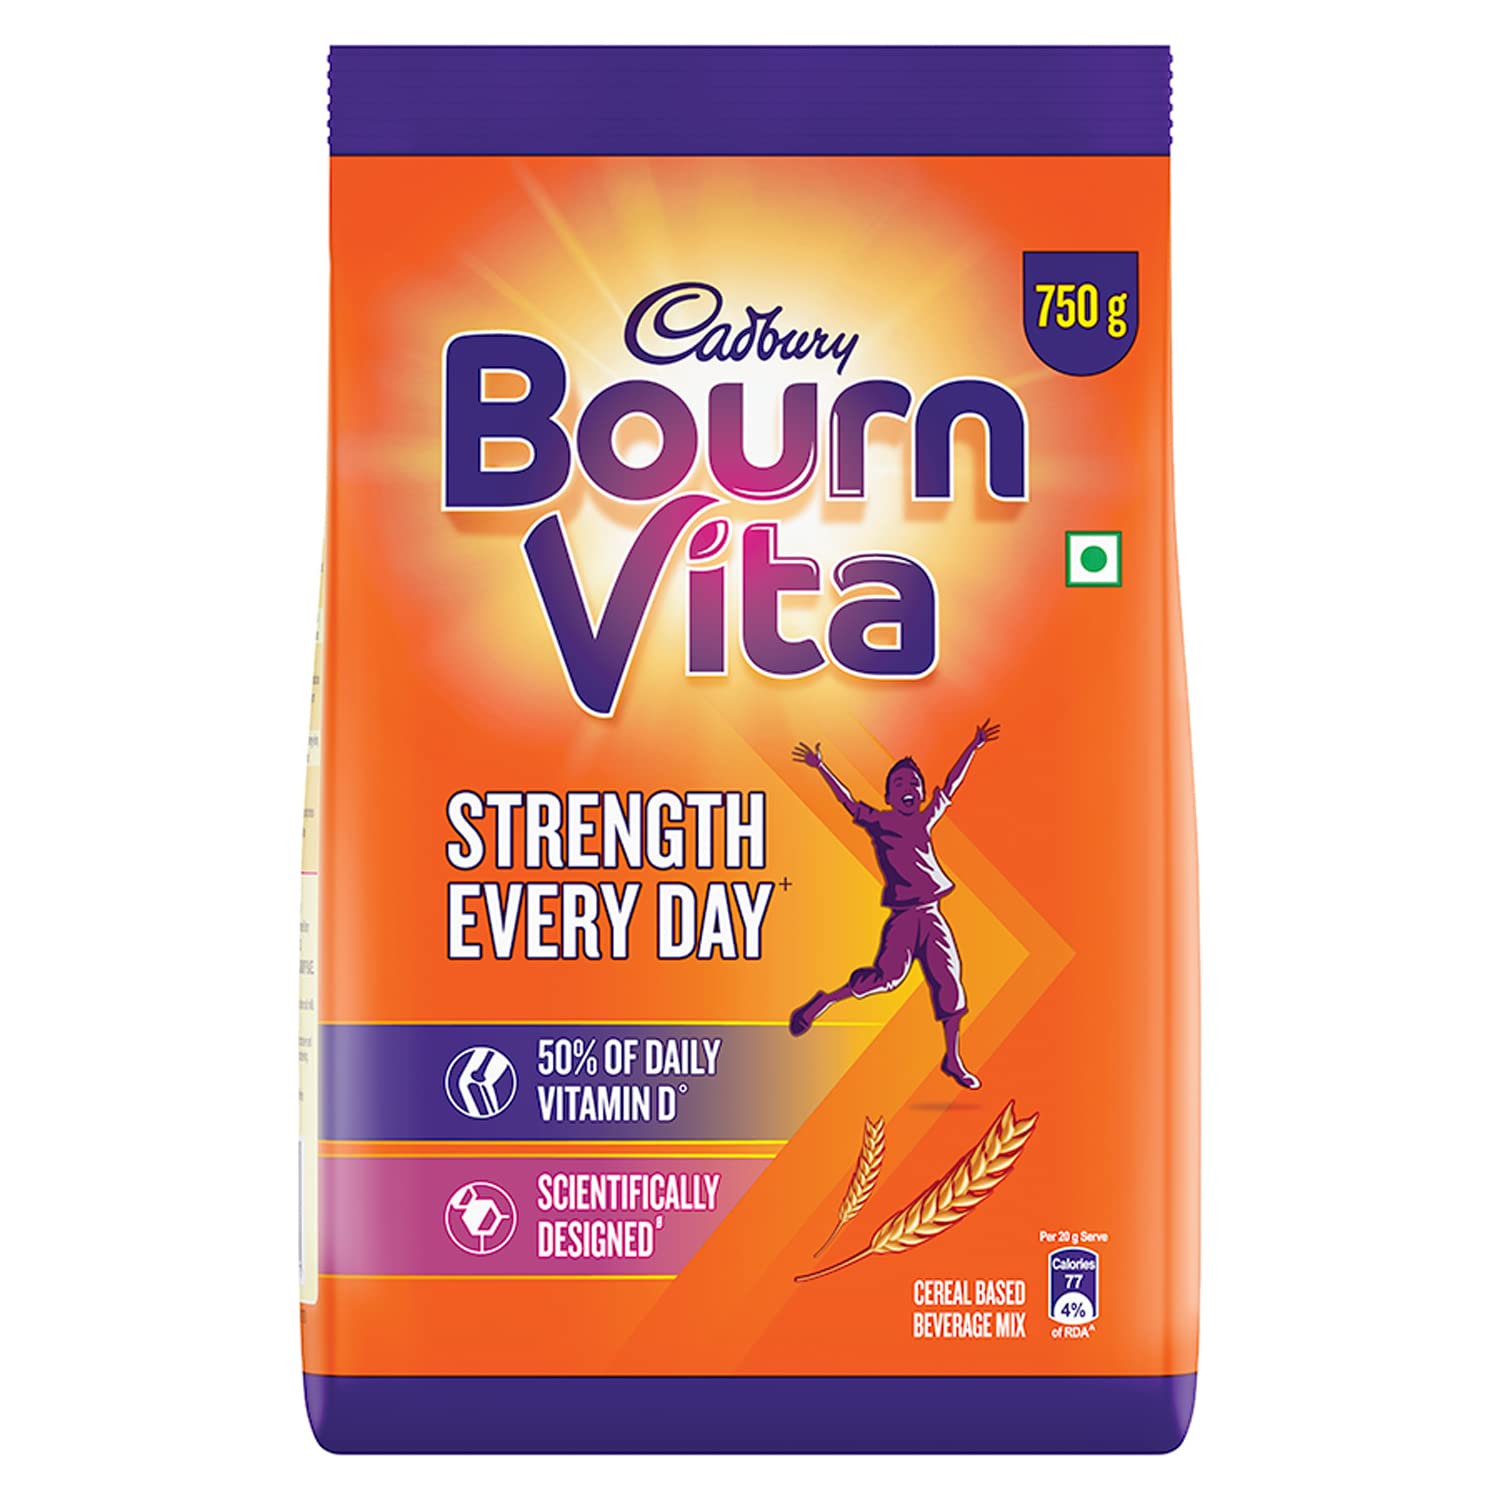 750 g
Cadbury
Bourn
Vita
STRENGTH
EVERY DAY+
50% OF DAILY
VITAMIN D°
SCIENTIFICALLY
DESIGNED#
Per 20 g Serve
Calories
77
4%
of RDA^
CEREAL BASED
BEVERAGE MIX